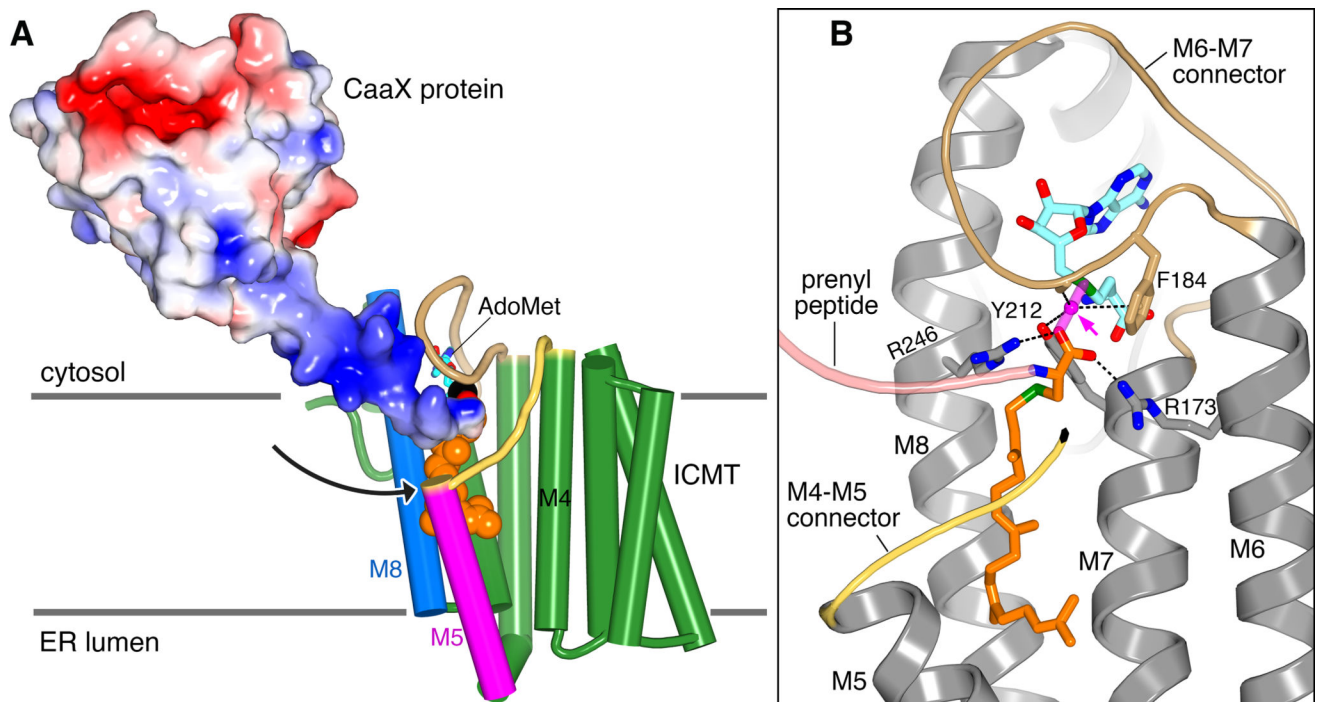 A
CaaX protein
AdoMet
cytosol
M4
ICMT
M8
M5
ER lumen
B
M6-M7
connector
prenyl
peptide
Y212
F184
R246
R173
M8
M4-M5
connector
M7
M6
M5